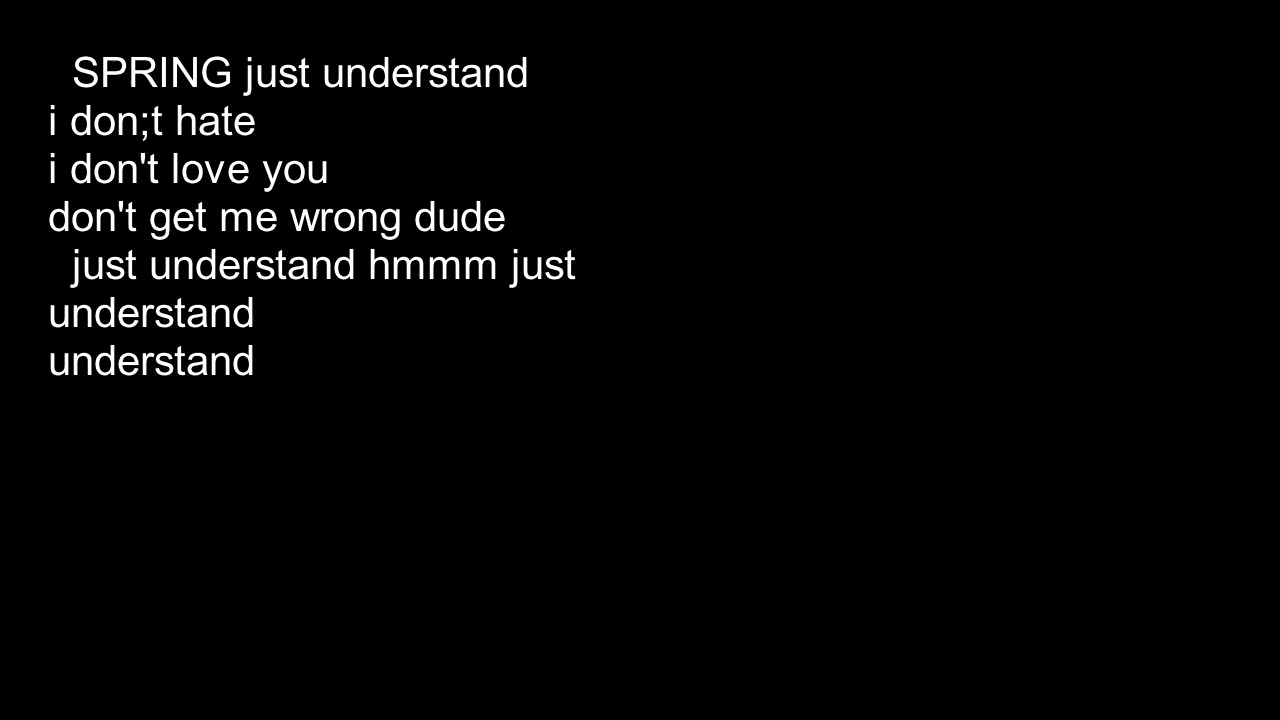 SPRING just understand
i don;t hate
i don't love you
don't get me wrong dude
just understand hmmm just
understand
understand